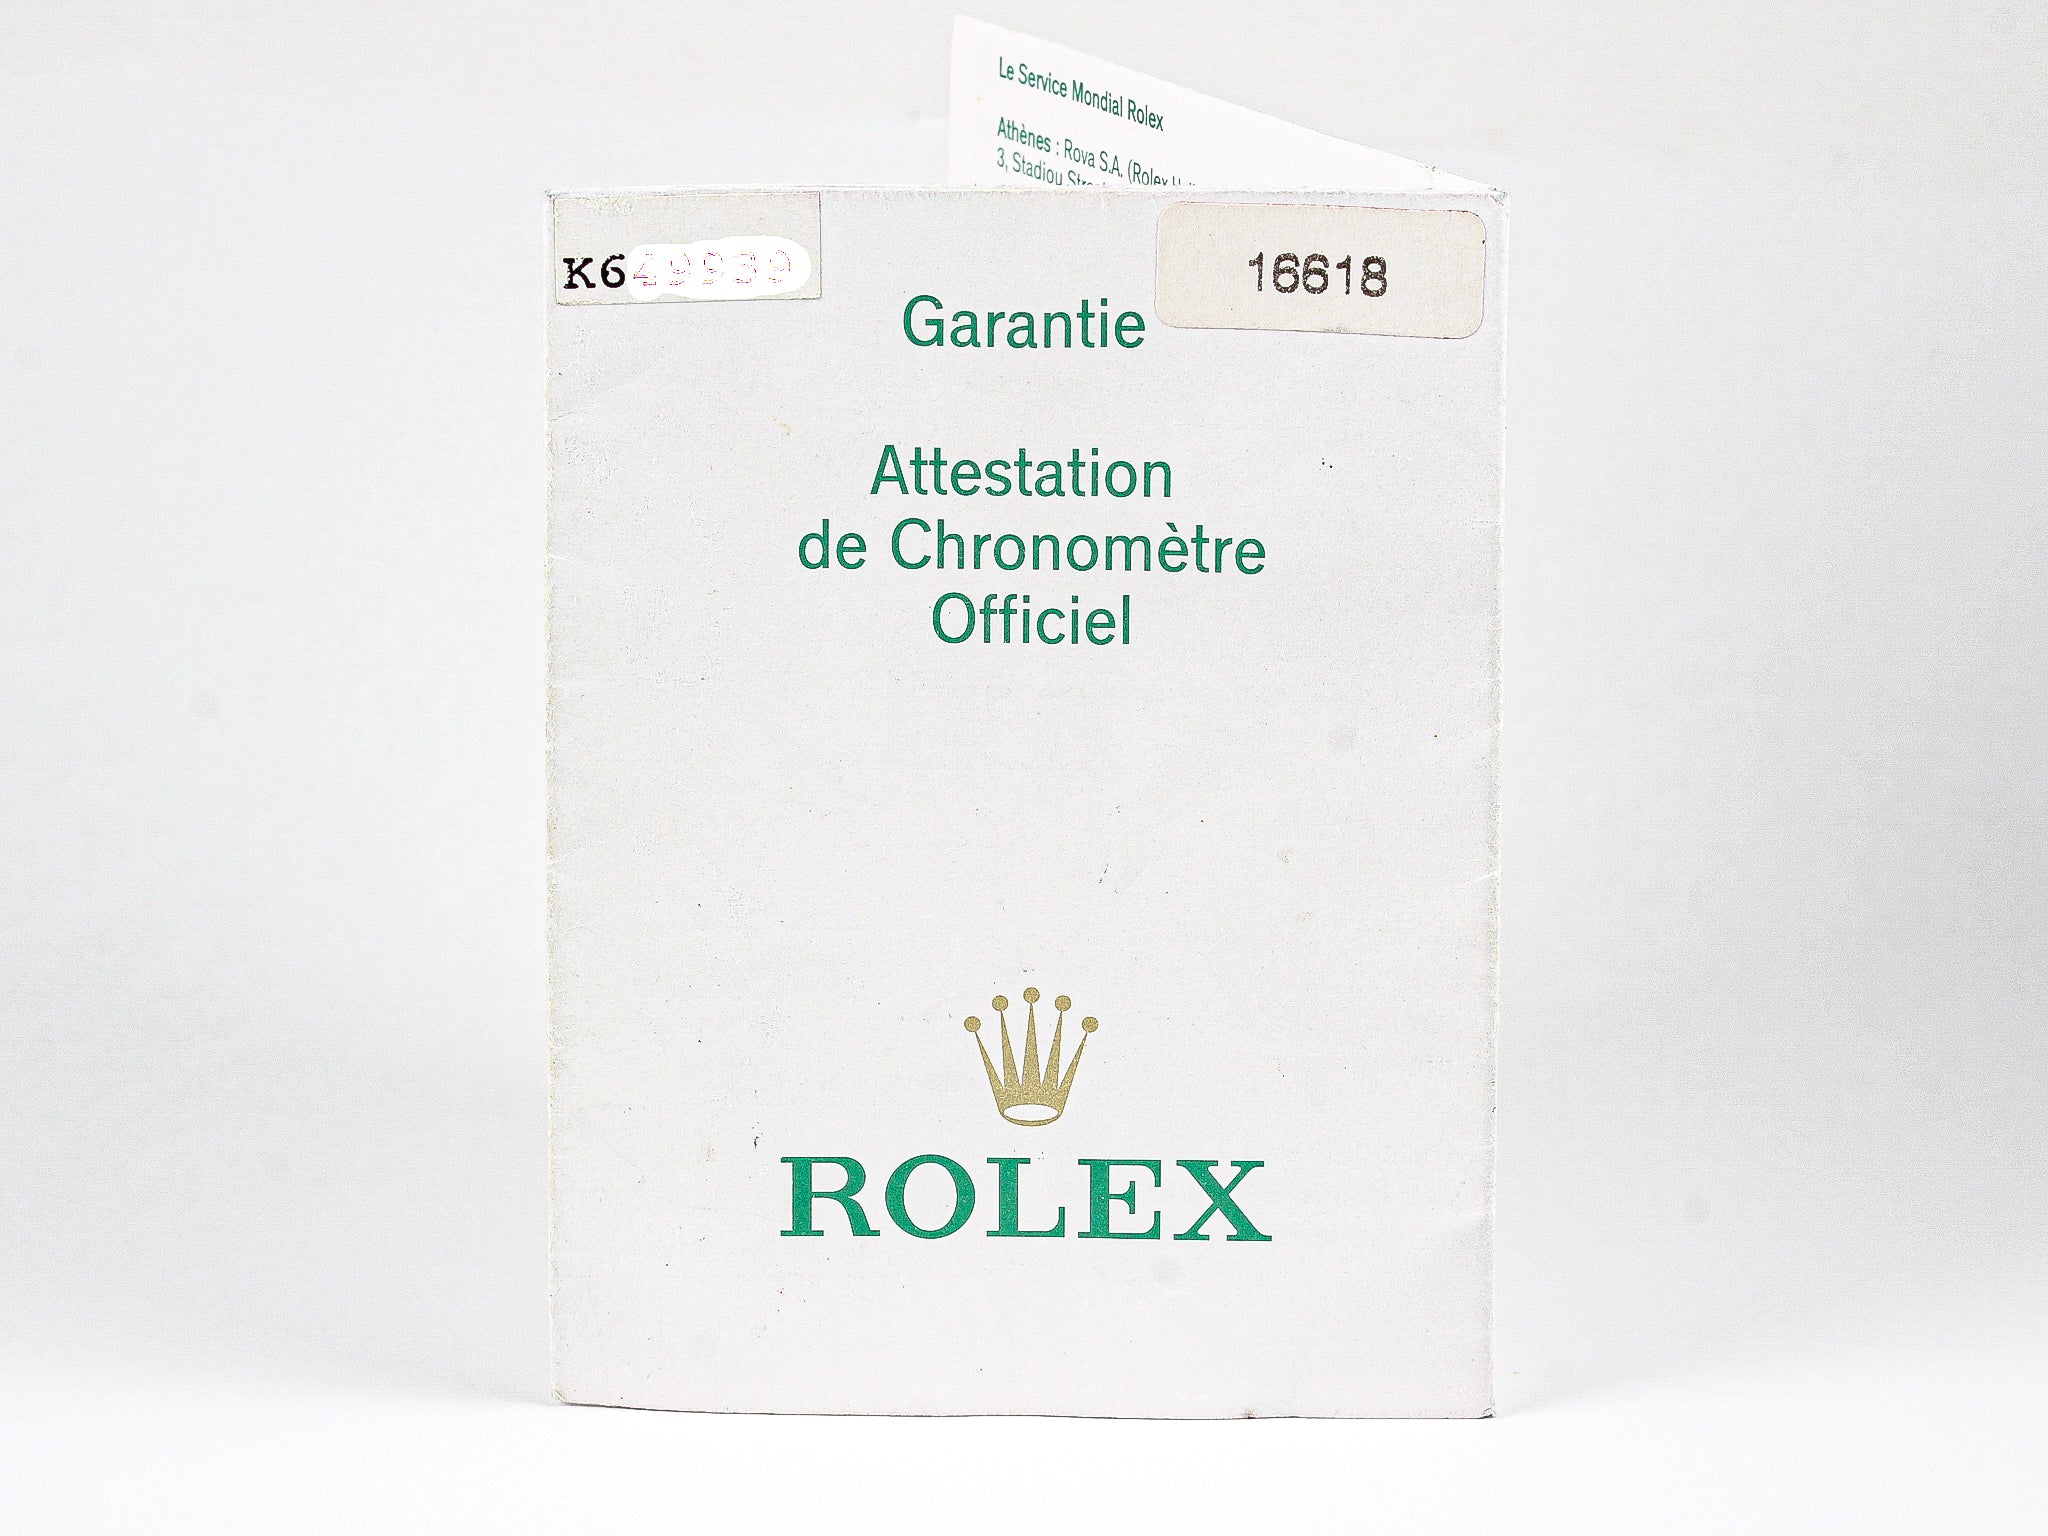 Le Service Mondial Rolex
Athènes : Rova S.A. (Rolex
3, Stadiou
K6
16618
Garantie
Attestation
de Chronomètre
Officiel
ROLEX